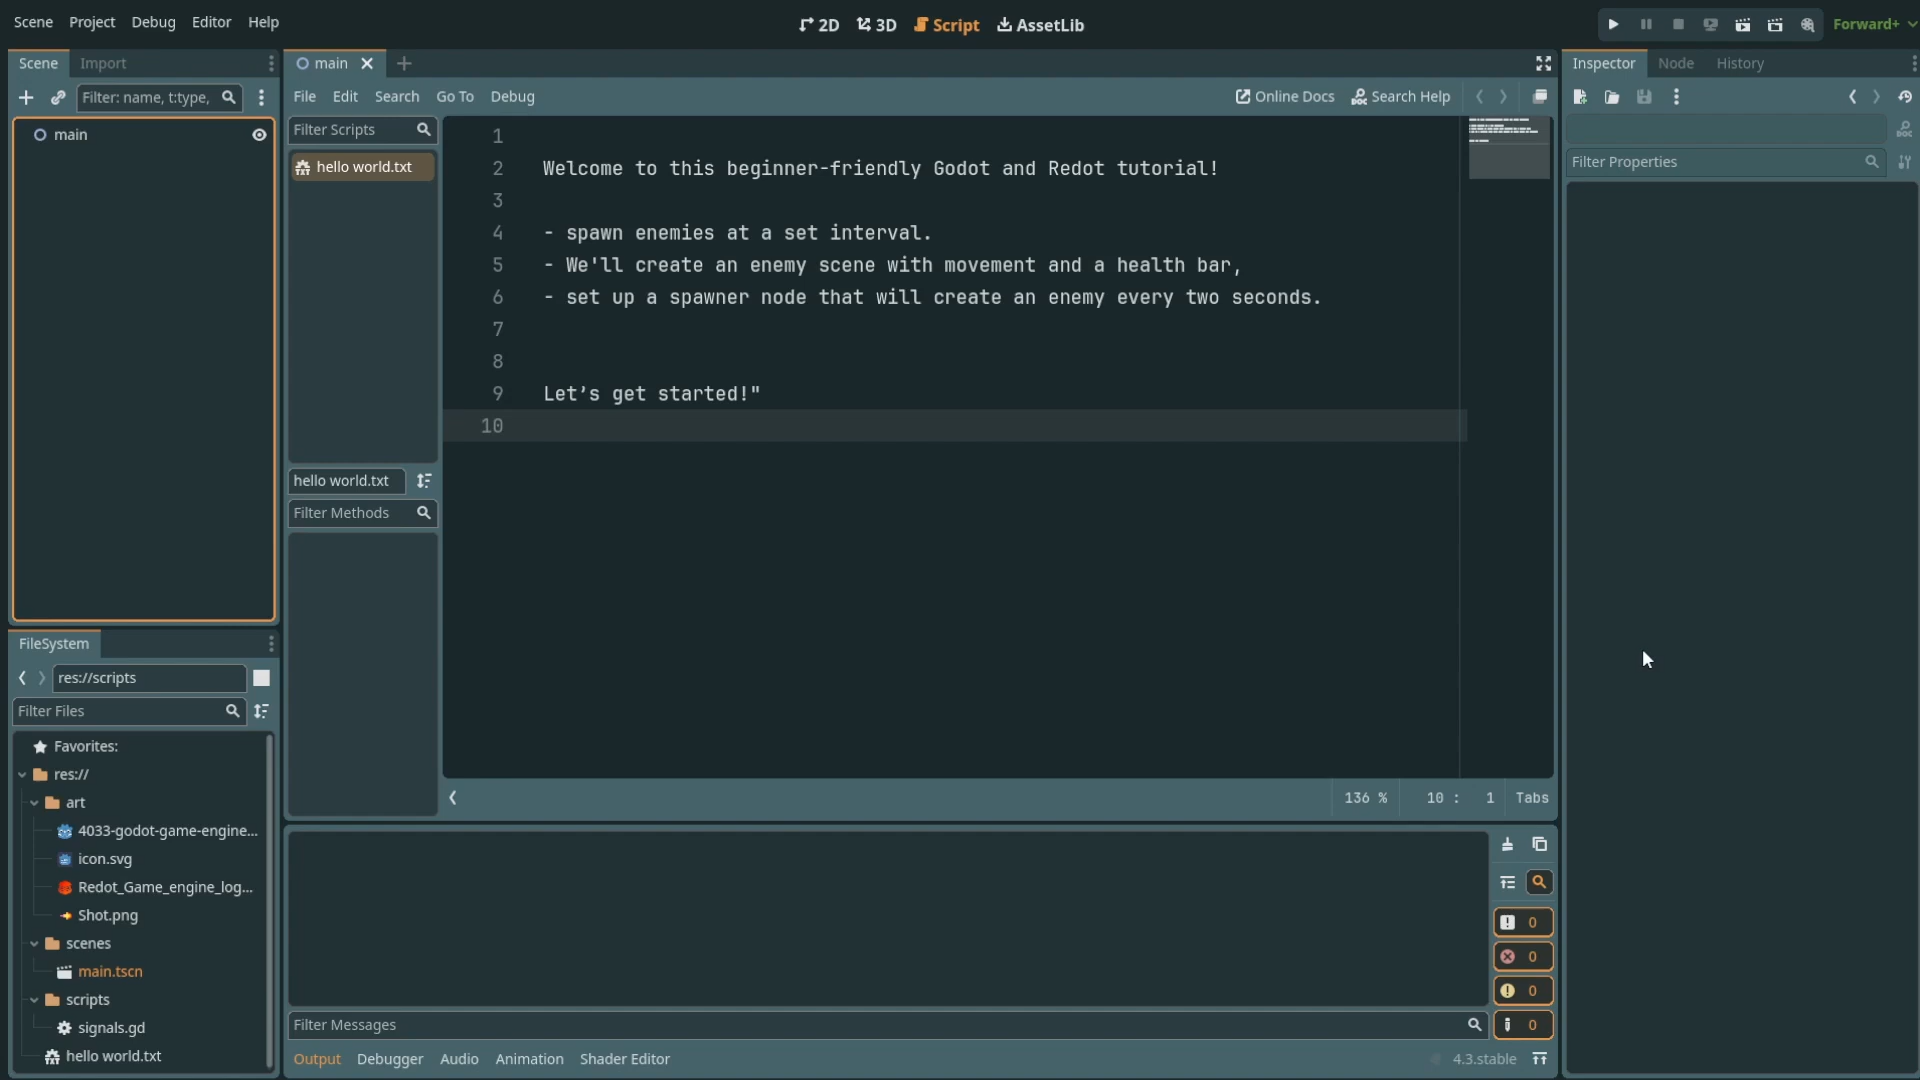 Scene Project Debug Editor Help
2D 3D Script AssetLib
Forward+
Scene Import
Filter: name, t:type,
main
FileSystem
res://scripts
Filter Files
Favorites:
res://
art
4033-godot-game-engine...
icon.svg
Redot_Game_engine_log...
Shot.png
scenes
main.tscn
scripts
signals.gd
hello world.txt
main
File Edit Search Go To Debug
Online Docs Search Help
Filter Scripts
hello world.txt
hello world.txt
Filter Methods
1
2 Welcome to this beginner-friendly Godot and Redot tutorial!
3
4 - spawn enemies at a set interval.
5 - We'll create an enemy scene with movement and a health bar,
6 - set up a spawner node that will create an enemy every two seconds.
7
8
9 Let’s get started!"
10
136 % 10 : 1 Tabs
0
0
0
0
Filter Messages
Output Debugger Audio Animation Shader Editor
4.3.stable
Inspector Node History
DOC
Filter Properties